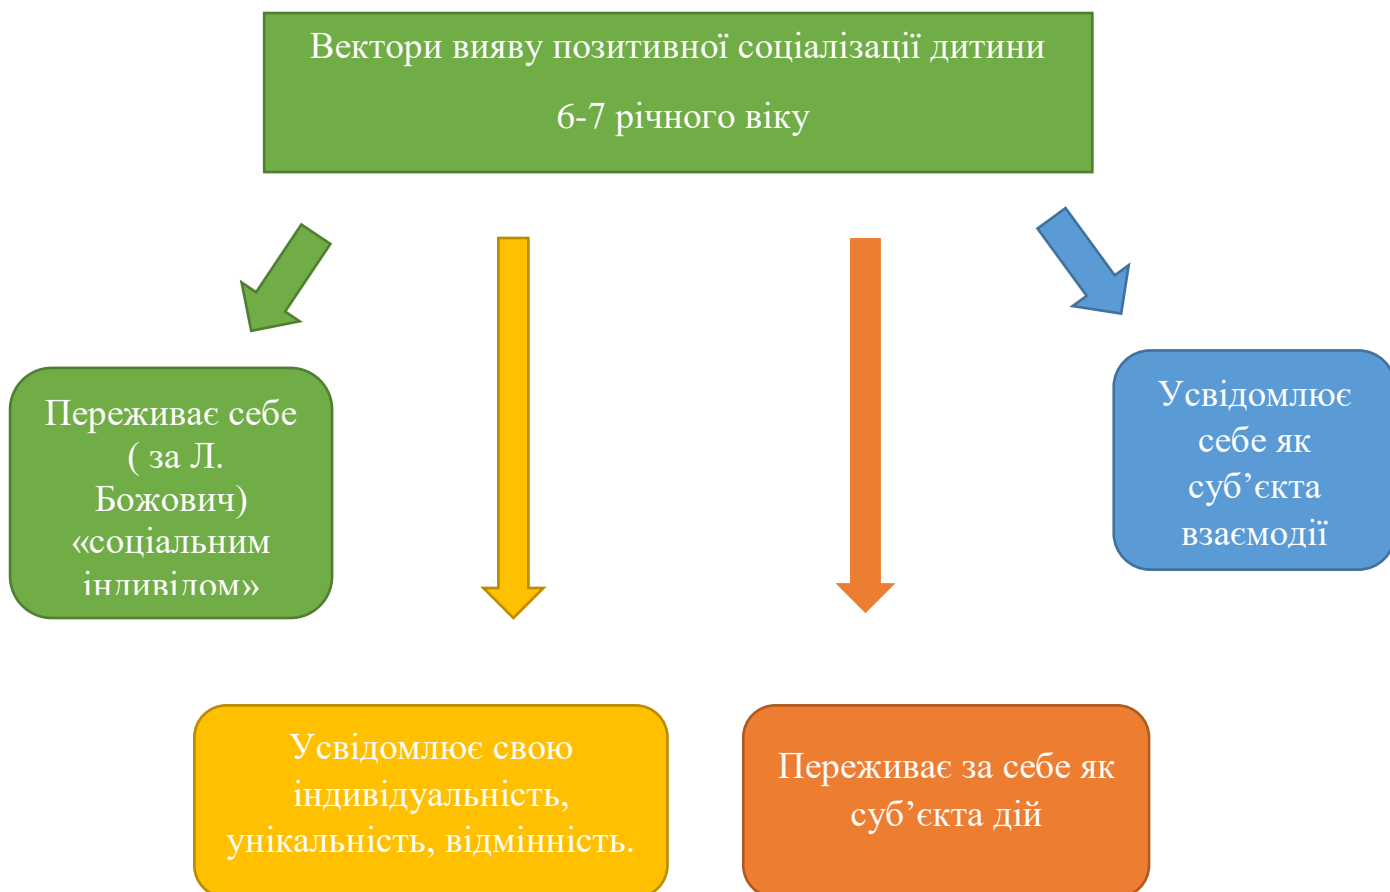 Вектори вияву позитивної соціалізації дитини
6-7 річного віку
Переживає себе
( за Л.
Божович)
«соціальним
індивідом»
Усвідомлює
себе як
суб’єкта
взаємодії
Усвідомлює свою
індивідуальність,
унікальність, відмінність.
Переживає за себе як
суб’єкта дій